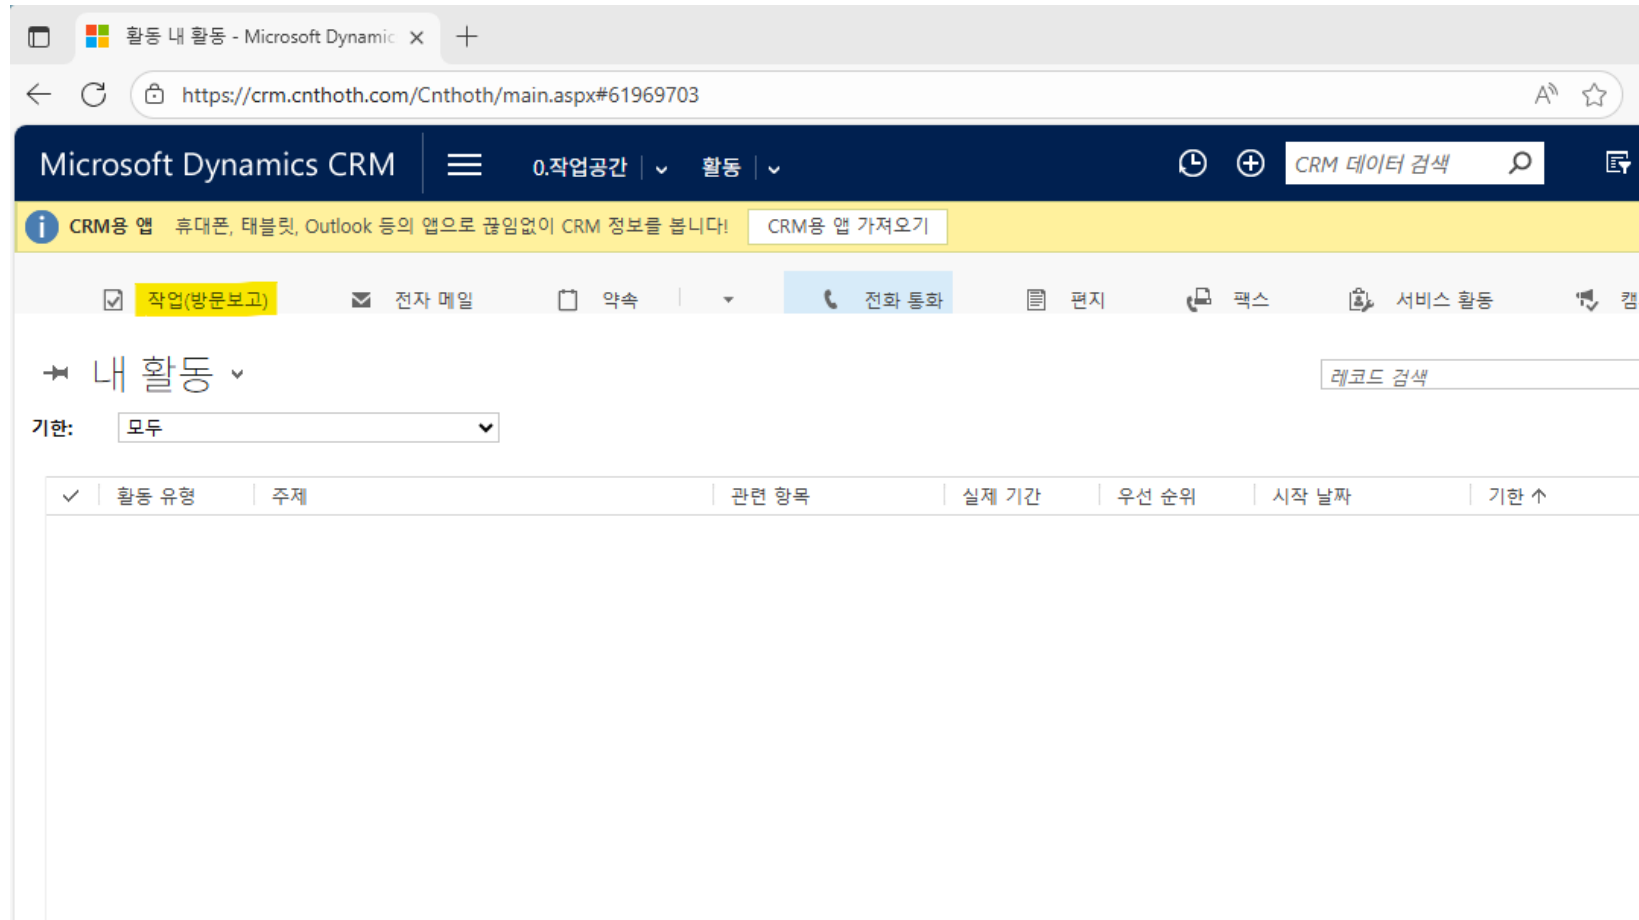 활동 내 활동 - Microsoft Dynamic
https://crm.cnthoth.com/Cnthoth/main.aspx#61969703
Microsoft Dynamics CRM 0.작업공간 활동 CRM 데이터 검색
CRM용 앱 휴대폰, 태블릿, Outlook 등의 앱으로 끊임없이 CRM 정보를 봅니다! CRM용 앱 가져오기
작업(방문보고) 전자 메일 약속 전화 통화 편지 팩스 서비스 활동 캠
내 활동 레코드 검색
기한: 모두
활동 유형 주제 관련 항목 실제 기간 우선 순위 시작 날짜 기한 ↑